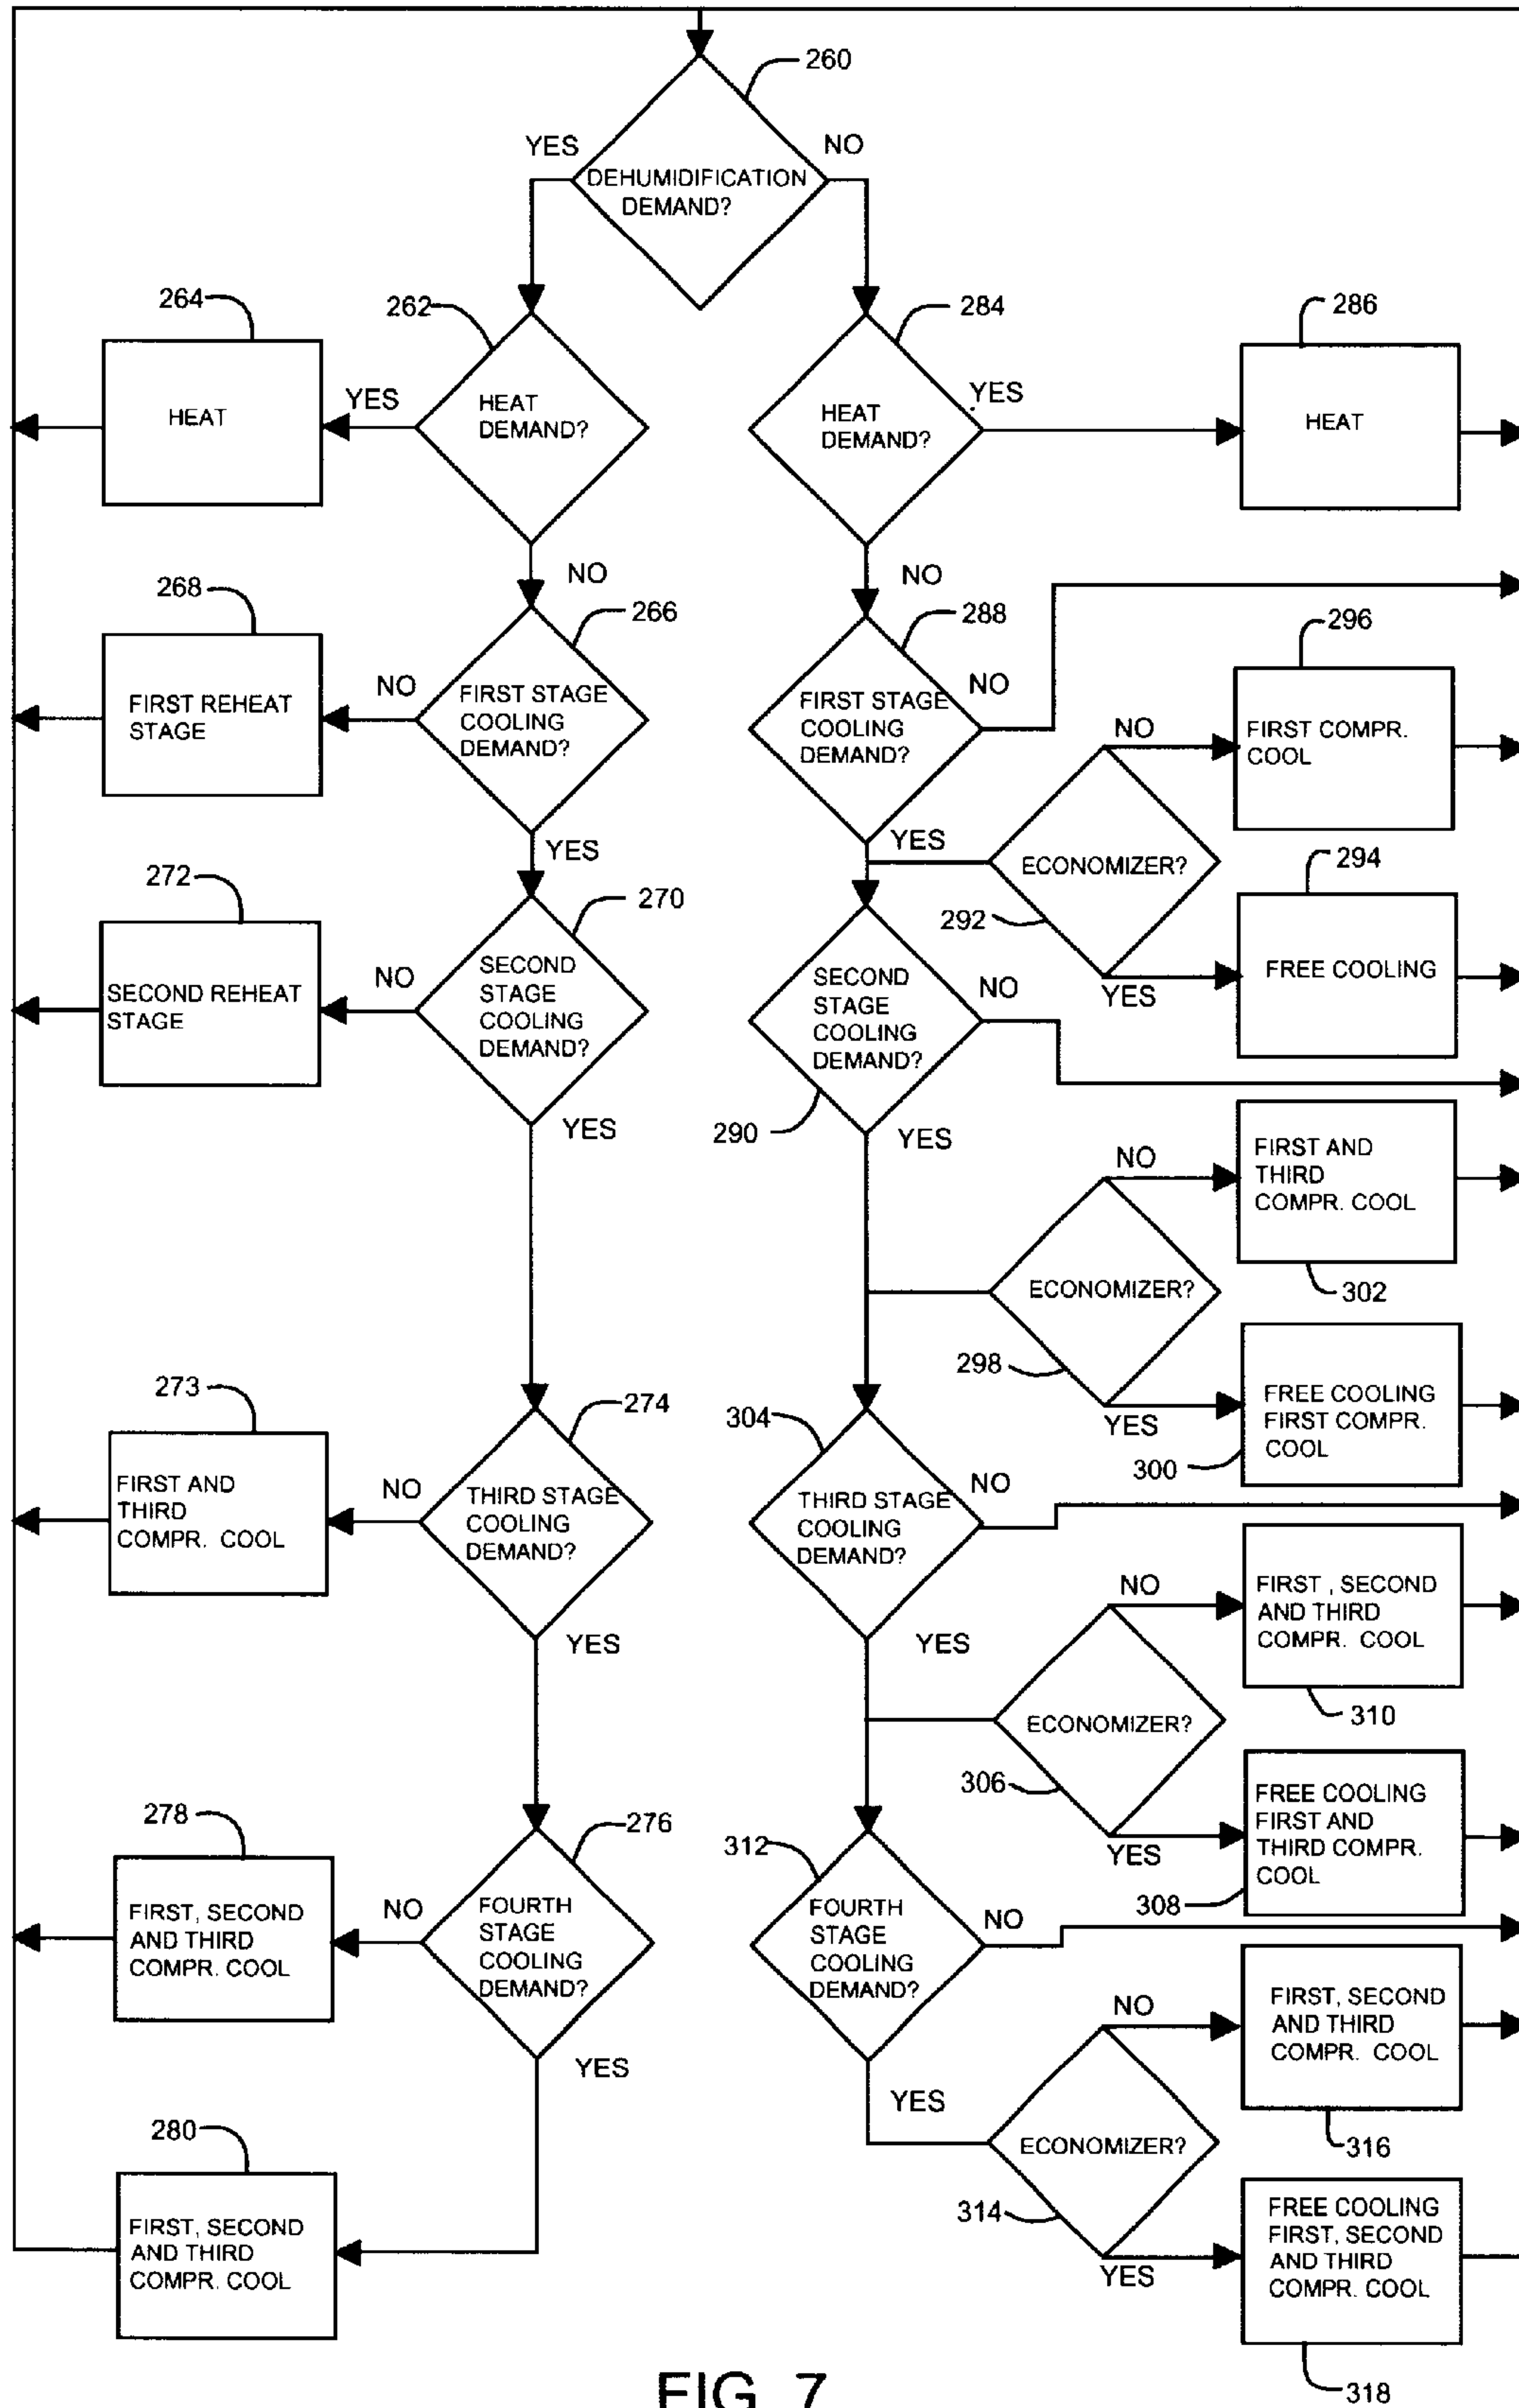 260
YES
NO
DEHUMIDIFICATION
DEMAND?
264
262
284
286
HEAT
YES
HEAT
DEMAND?
HEAT
DEMAND?
YES
HEAT
NO
NO
268
266
288
296
FIRST REHEAT
STAGE
NO
FIRST STAGE
COOLING
DEMAND?
FIRST STAGE
COOLING
DEMAND?
NO
NO
FIRST COMPR.
COOL
YES
YES
ECONOMIZER?
292
294
FREE COOLING
YES
272
270
SECOND REHEAT
STAGE
NO
SECOND
STAGE
COOLING
DEMAND?
SECOND
STAGE
COOLING
DEMAND?
NO
290
YES
YES
NO
FIRST AND
THIRD
COMPR. COOL
302
ECONOMIZER?
298
YES
FREE COOLING
FIRST COMPR.
COOL
300
273
274
304
FIRST AND
THIRD
COMPR. COOL
NO
THIRD STAGE
COOLING
DEMAND?
THIRD STAGE
COOLING
DEMAND?
NO
YES
YES
NO
FIRST , SECOND
AND THIRD
COMPR. COOL
310
ECONOMIZER?
306
YES
FREE COOLING
FIRST AND
THIRD COMPR.
COOL
308
278
276
312
FIRST, SECOND
AND THIRD
COMPR. COOL
NO
FOURTH
STAGE
COOLING
DEMAND?
FOURTH
STAGE
COOLING
DEMAND?
NO
YES
YES
NO
FIRST, SECOND
AND THIRD
COMPR. COOL
316
ECONOMIZER?
314
YES
FREE COOLING
FIRST, SECOND
AND THIRD
COMPR. COOL
318
280
FIRST, SECOND
AND THIRD
COMPR. COOL
FIG. 7